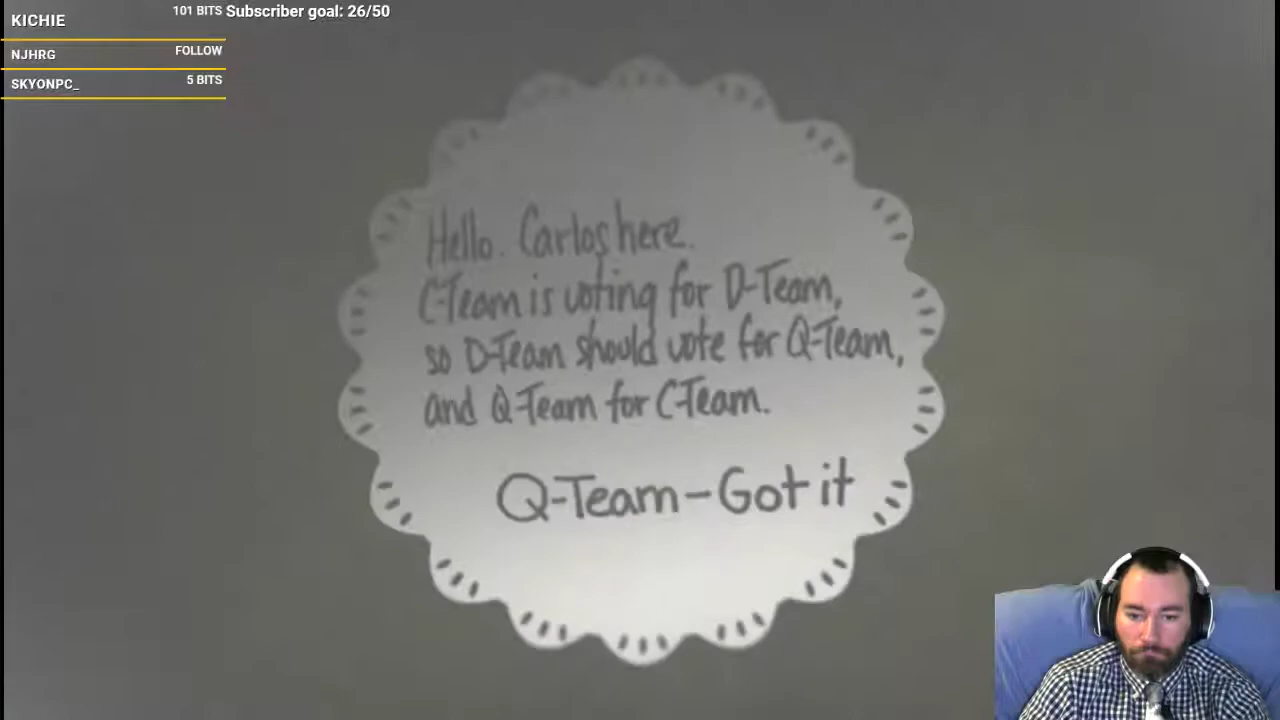 KICHIE 101 BITS
Subscriber goal: 26/50
NJHRG FOLLOW
SKYONPC_ 5 BITS
Hello. Carlos here.
C-Team is voting for D-Team,
so D-Team should vote for Q-Team,
and Q-Team for C-Team.
Q-Team-Got it